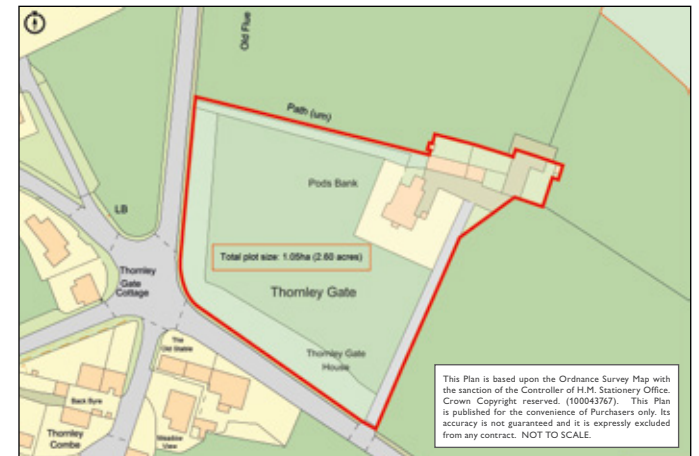 Old Flue
Path (um)
Pods Bank
LB
Total plot size: 1.05ha (2.60 acres)
Thornley
Gate
Cottage
Thornley Gate
The
Old Stable
Thornley Gate
House
Back Byre
Thornley
Combe
Meadow
View
This Plan is based upon the Ordnance Survey Map with
the sanction of the Controller of H.M. Stationery Office.
Crown Copyright reserved. (100043767). This Plan
is published for the convenience of Purchasers only. Its
accuracy is not guaranteed and it is expressly excluded
from any contract. NOT TO SCALE.